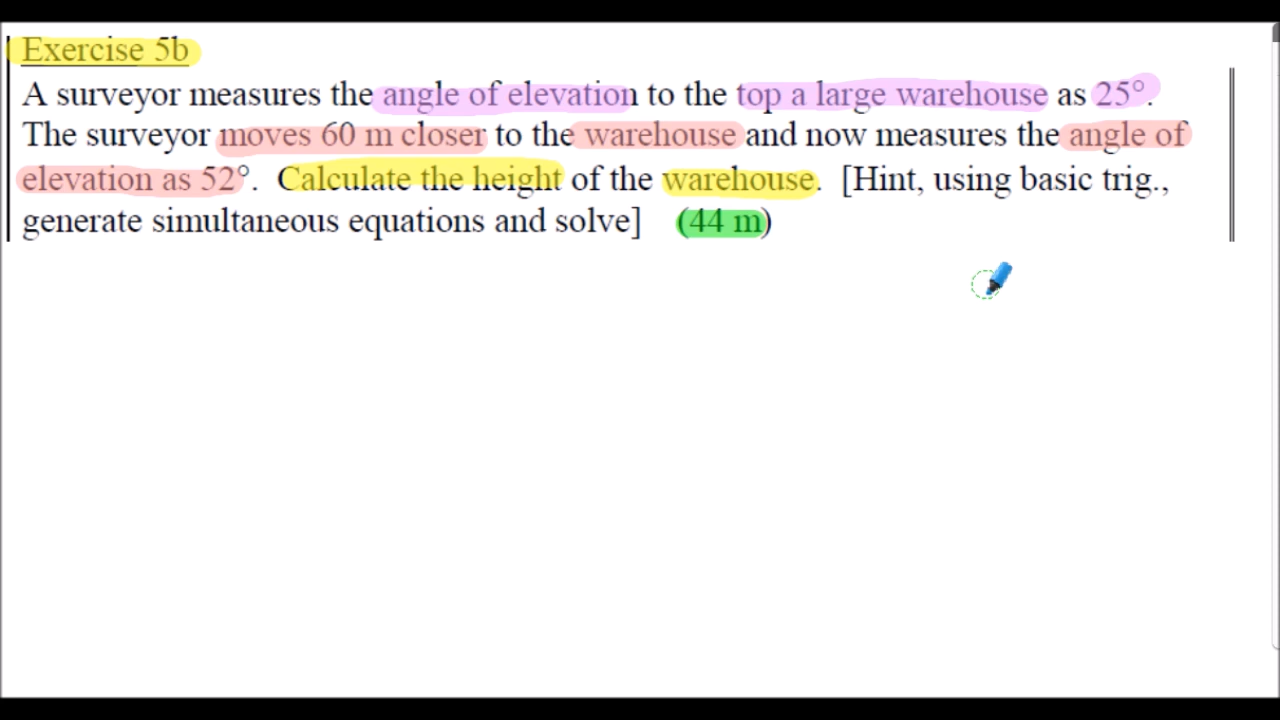 Exercise 5b
A surveyor measures the angle of elevation to the top a large warehouse as 25°.
The surveyor moves 60 m closer to the warehouse and now measures the angle of
elevation as 52°. Calculate the height of the warehouse. [Hint, using basic trig.,
generate simultaneous equations and solve] (44 m)